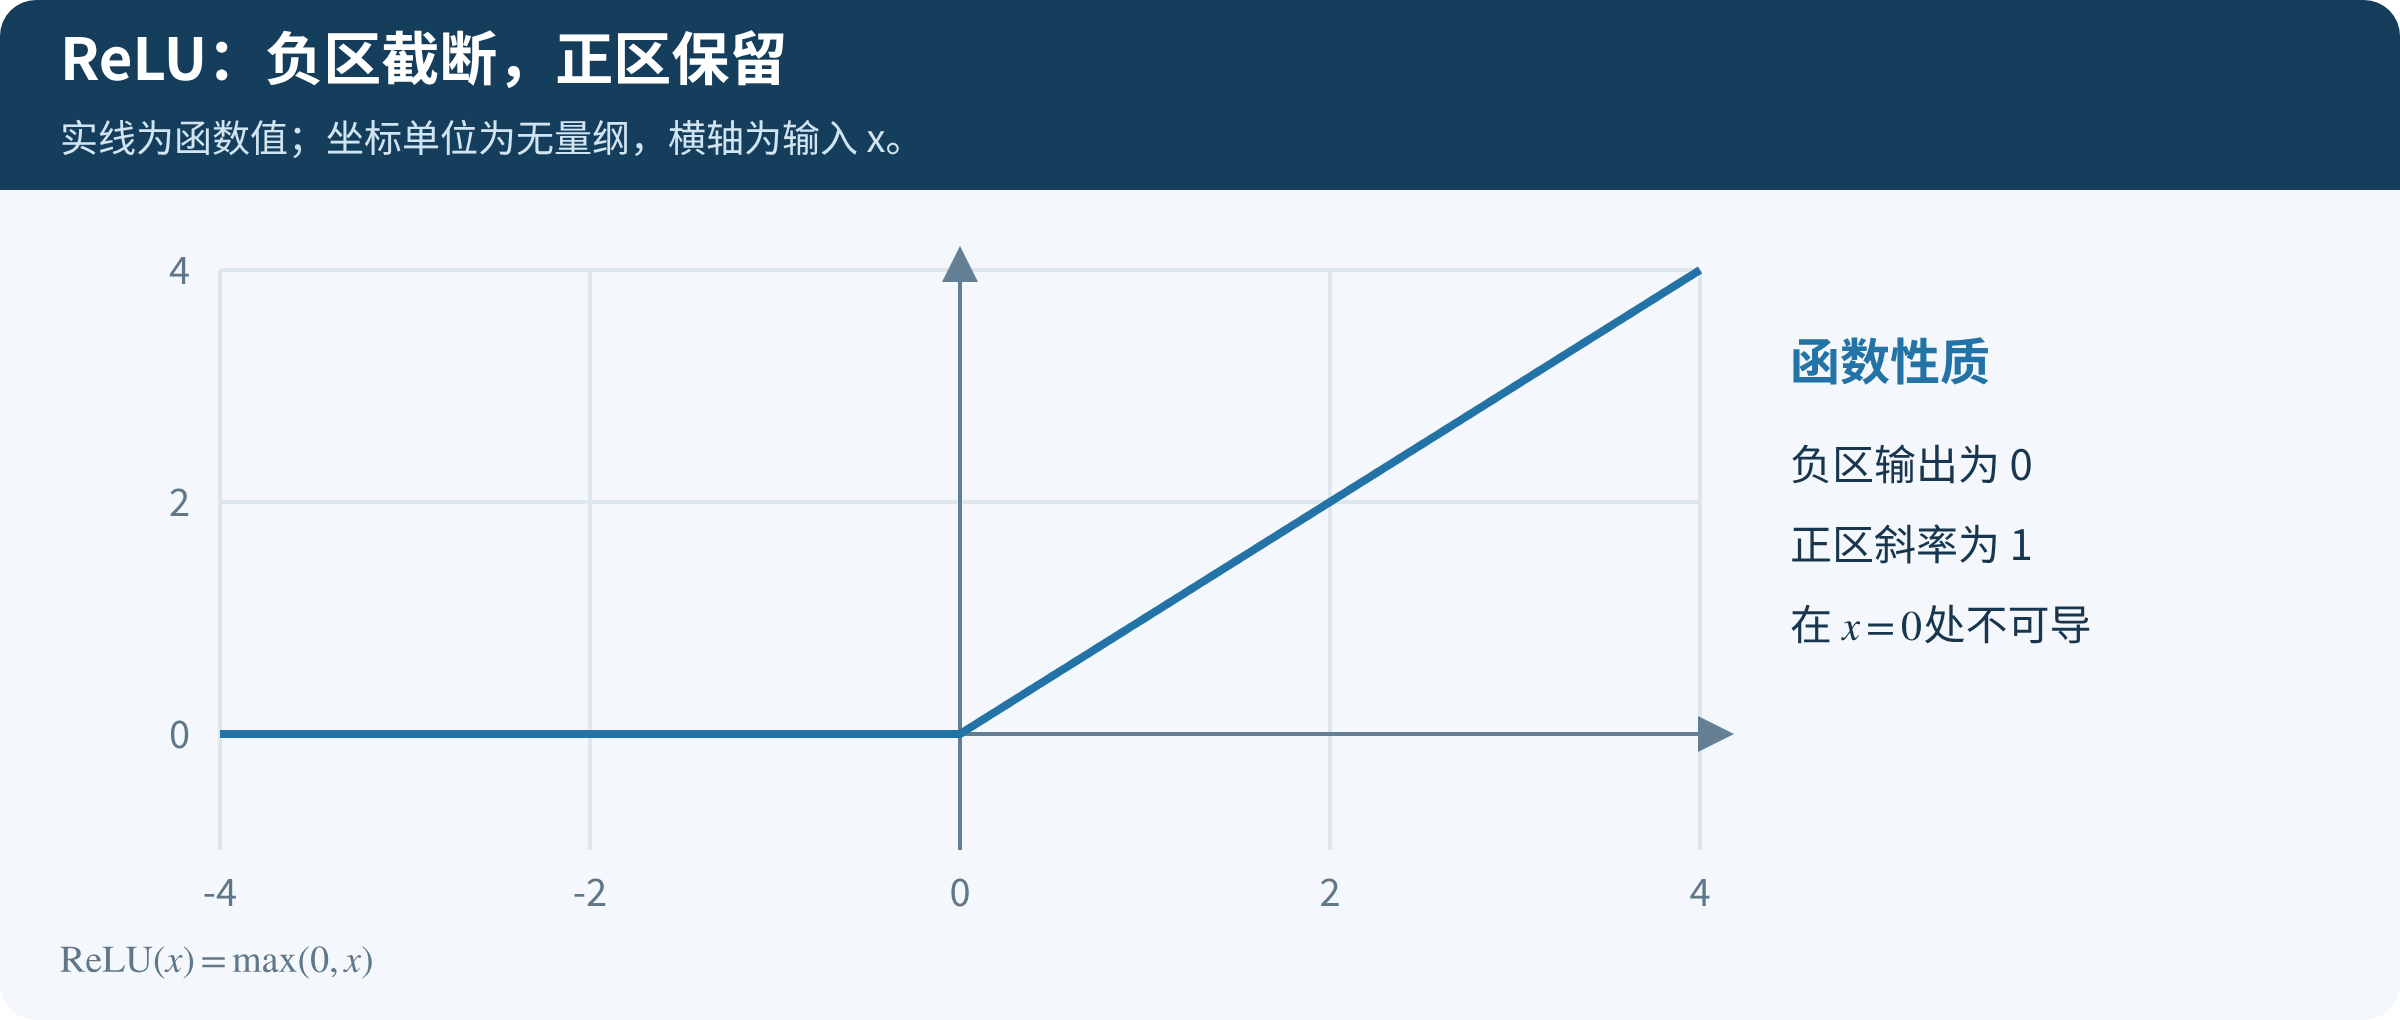 ReLU：负区截断，正区保留
实线为函数值；坐标单位为无量纲，横轴为输入 x。
4
2
0
-4
-2
0
2
4
函数性质
负区输出为 0
正区斜率为 1
在 x=0处不可导
ReLU(x)=max(0, x)